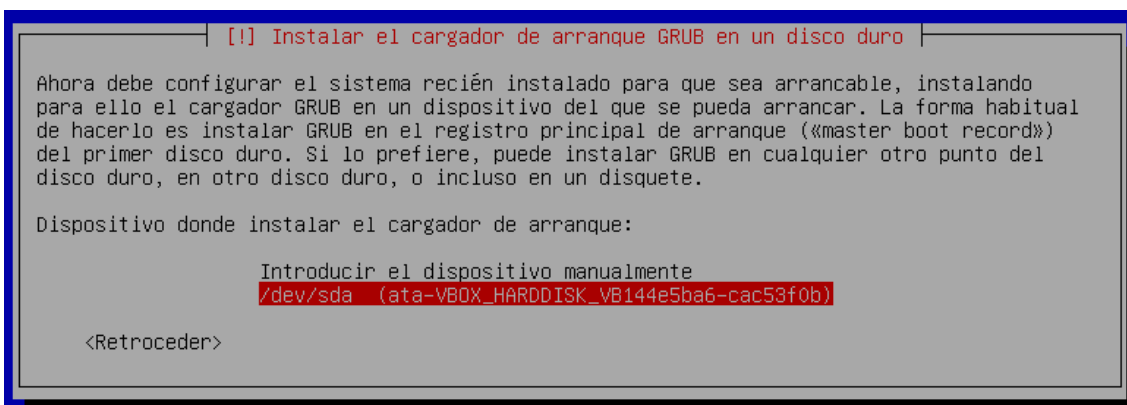 [!] Instalar el cargador de arranque GRUB en un disco duro
Ahora debe configurar el sistema recién instalado para que sea arrancable, instalando
para ello el cargador GRUB en un dispositivo del que se pueda arrancar. La forma habitual
de hacerlo es instalar GRUB en el registro principal de arranque («master boot record»)
del primer disco duro. Si lo prefiere, puede instalar GRUB en cualquier otro punto del
disco duro, en otro disco duro, o incluso en un disquete.
Dispositivo donde instalar el cargador de arranque:
Introducir el dispositivo manualmente
/dev/sda (ata-VBOX_HARDDISK_VB144e5ba6-cac53f0b)
<Retroceder>